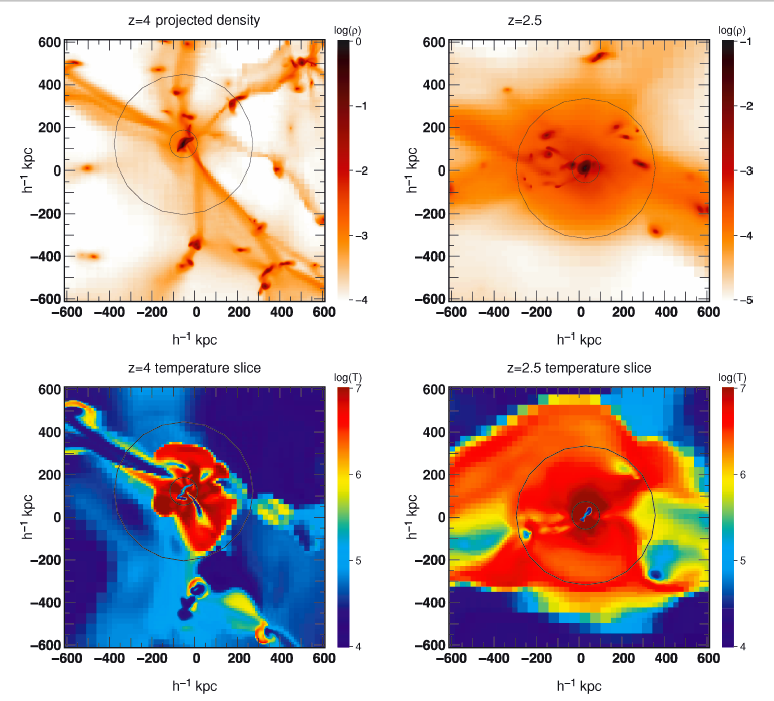 z=4 projected density
z=2.5
log(ρ)
log(ρ)
600
400
200
0
−200
−400
−600
h⁻¹ kpc
0
−1
−2
−3
−4
600
400
200
0
−200
−400
−600
h⁻¹ kpc
−1
−2
−3
−4
−5
−600 −400 −200 0 200 400 600
−600 −400 −200 0 200 400 600
h⁻¹ kpc
h⁻¹ kpc
z=4 temperature slice
z=2.5 temperature slice
log(T)
log(T)
600
400
200
0
−200
−400
−600
h⁻¹ kpc
7
6
5
4
600
400
200
0
−200
−400
−600
h⁻¹ kpc
7
6
5
4
−600 −400 −200 0 200 400 600
−600 −400 −200 0 200 400 600
h⁻¹ kpc
h⁻¹ kpc